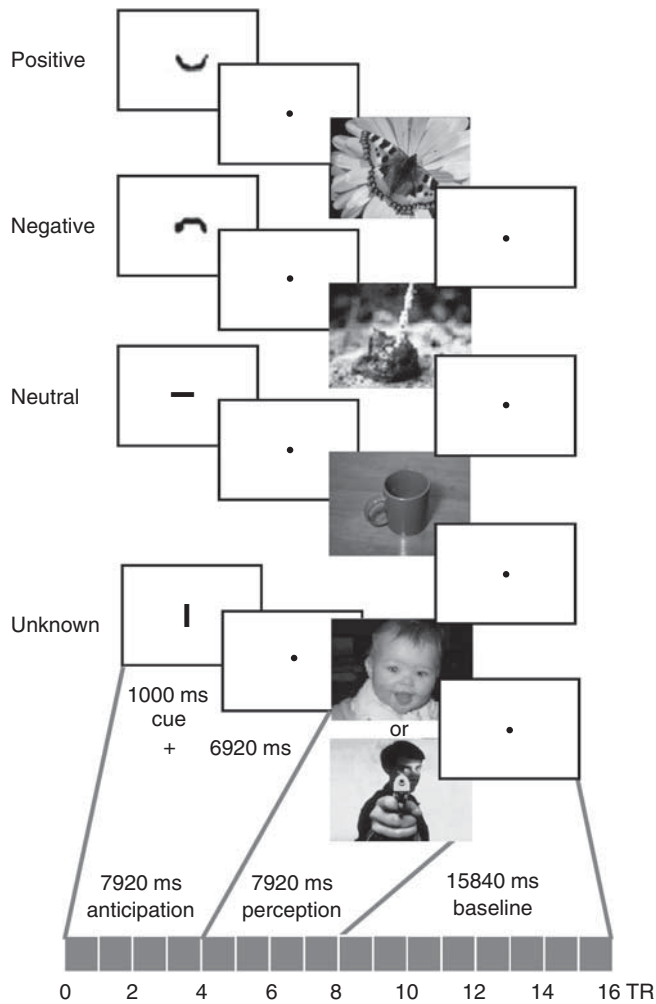 Positive
Negative
Neutral
Unknown
1000 ms
cue
+ 6920 ms
or
7920 ms
anticipation
7920 ms
perception
15840 ms
baseline
0 2 4 6 8 10 12 14 16 TR